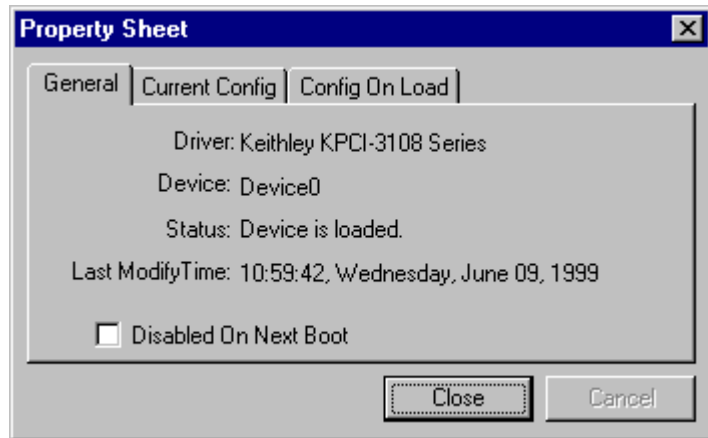 Property Sheet
General Current Config Config On Load
Driver: Keithley KPCI-3108 Series
Device: Device0
Status: Device is loaded.
Last ModifyTime: 10:59:42, Wednesday, June 09, 1999
Disabled On Next Boot
Close Cancel